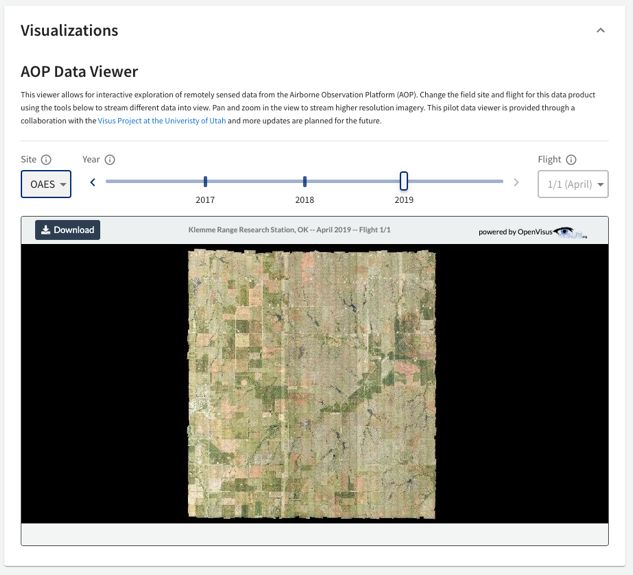 Visualizations
AOP Data Viewer
This viewer allows for interactive exploration of remotely sensed data from the Airborne Observation Platform (AOP). Change the field site and flight for this data product
using the tools below to stream different data into view. Pan and zoom in the view to stream higher resolution imagery. This pilot data viewer is provided through a
collaboration with the Visus Project at the Univeristy of Utah and more updates are planned for the future.
Site Year Flight
OAES 1/1 (April)
2017 2018 2019
Download Klemme Range Research Station, OK -- April 2019 -- Flight 1/1 powered by OpenVisus